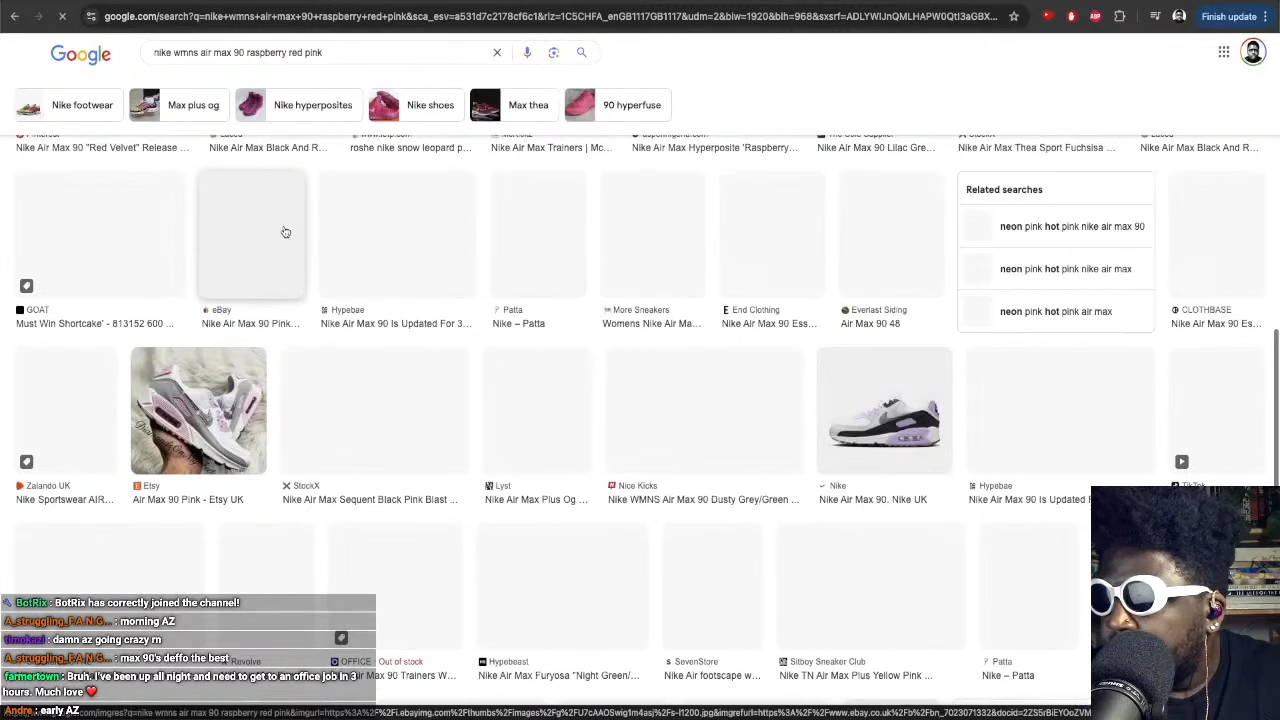 google.com/search?q=nike+wmns+air+max+90+raspberry+red+pink&sca_esv=a531d7c2178cf6c1&rlz=1C5CHFA_enGB1117GB1117&udm=2&biw=1920&bih=968&sxsrf=ADLYWIJnQMLHAPW0QtI3aGBS...
Finish update
Google
nike wmns air max 90 raspberry red pink
Nike footwear
Max plus og
Nike hyperposites
Nike shoes
Max thea
90 hyperfuse
Nike Air Max 90 "Red Velvet" Release ...
Nike Air Max Black And R...
roshe nike snow leopard p...
Nike Air Max Trainers | Mc...
Nike Air Max Hyperposite 'Raspberry...
Nike Air Max 90 Lilac Gre...
Nike Air Max Thea Sport Fuchsisa ...
Nike Air Max Black And R...
Related searches
neon pink hot pink nike air max 90
neon pink hot pink nike air max
neon pink hot pink air max
GOAT
Must Win Shortcake' - 813152 600 ...
eBay
Nike Air Max 90 Pink...
Hypebae
Nike Air Max 90 Is Updated For 3...
Patta
Nike – Patta
More Sneakers
Womens Nike Air Ma...
End Clothing
Nike Air Max 90 Ess...
Everlast Siding
Air Max 90 48
CLOTHBASE
Nike Air Max 90 Es...
Zalando UK
Nike Sportswear AIR...
Etsy
Air Max 90 Pink - Etsy UK
StockX
Nike Air Max Sequent Black Pink Blast ...
Lyst
Nike Air Max Plus Og ...
Nice Kicks
Nike WMNS Air Max 90 Dusty Grey/Green ...
Nike
Nike Air Max 90. Nike UK
Hypebae
Nike Air Max 90 Is Updated F
BotRix : BotRix has correctly joined the channel!
A_struggling_F.A.N.G... : morning AZ
timokazi : damn az going crazy rn
A_struggling_F.A.N.G... : max 90's deffo the best
farmertown : Bruh. I've been up all night and need to get to an office job in 3
hours. Much love ❤️
Andre : early AZ
Revolve
OFFICE
Out of stock
Air Max 90 Trainers W...
Hypebeast
Nike Air Max Furyosa "Night Green/...
SevenStore
Nike Air footscape w...
Sitboy Sneaker Club
Nike TN Air Max Plus Yellow Pink ...
Patta
Nike – Patta